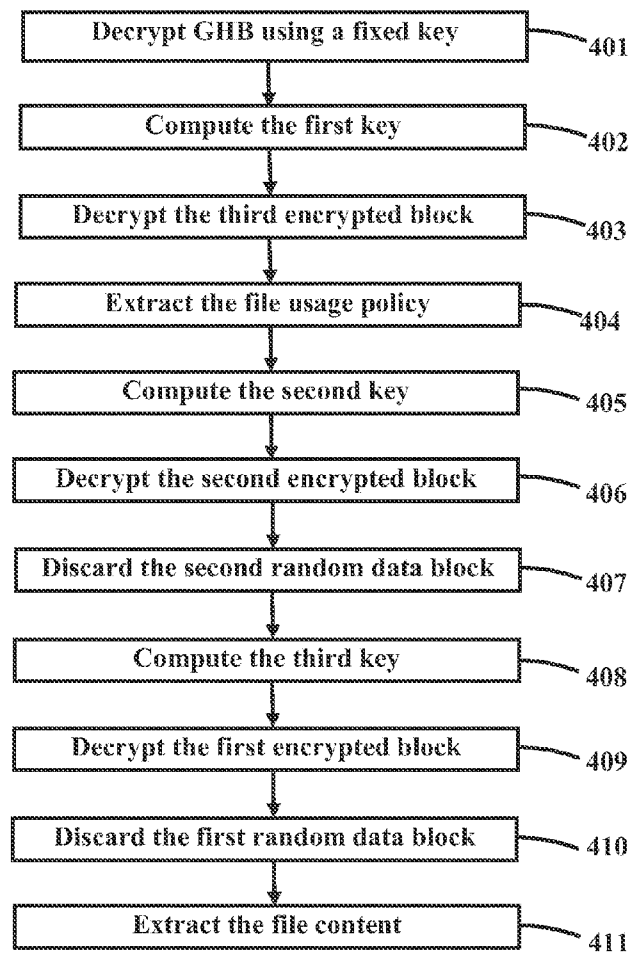 Decrypt GHB using a fixed key
401
Compute the first key
402
Decrypt the third encrypted block
403
Extract the file usage policy
404
Compute the second key
405
Decrypt the second encrypted block
406
Discard the second random data block
407
Compute the third key
408
Decrypt the first encrypted block
409
Discard the first random data block
410
Extract the file content
411